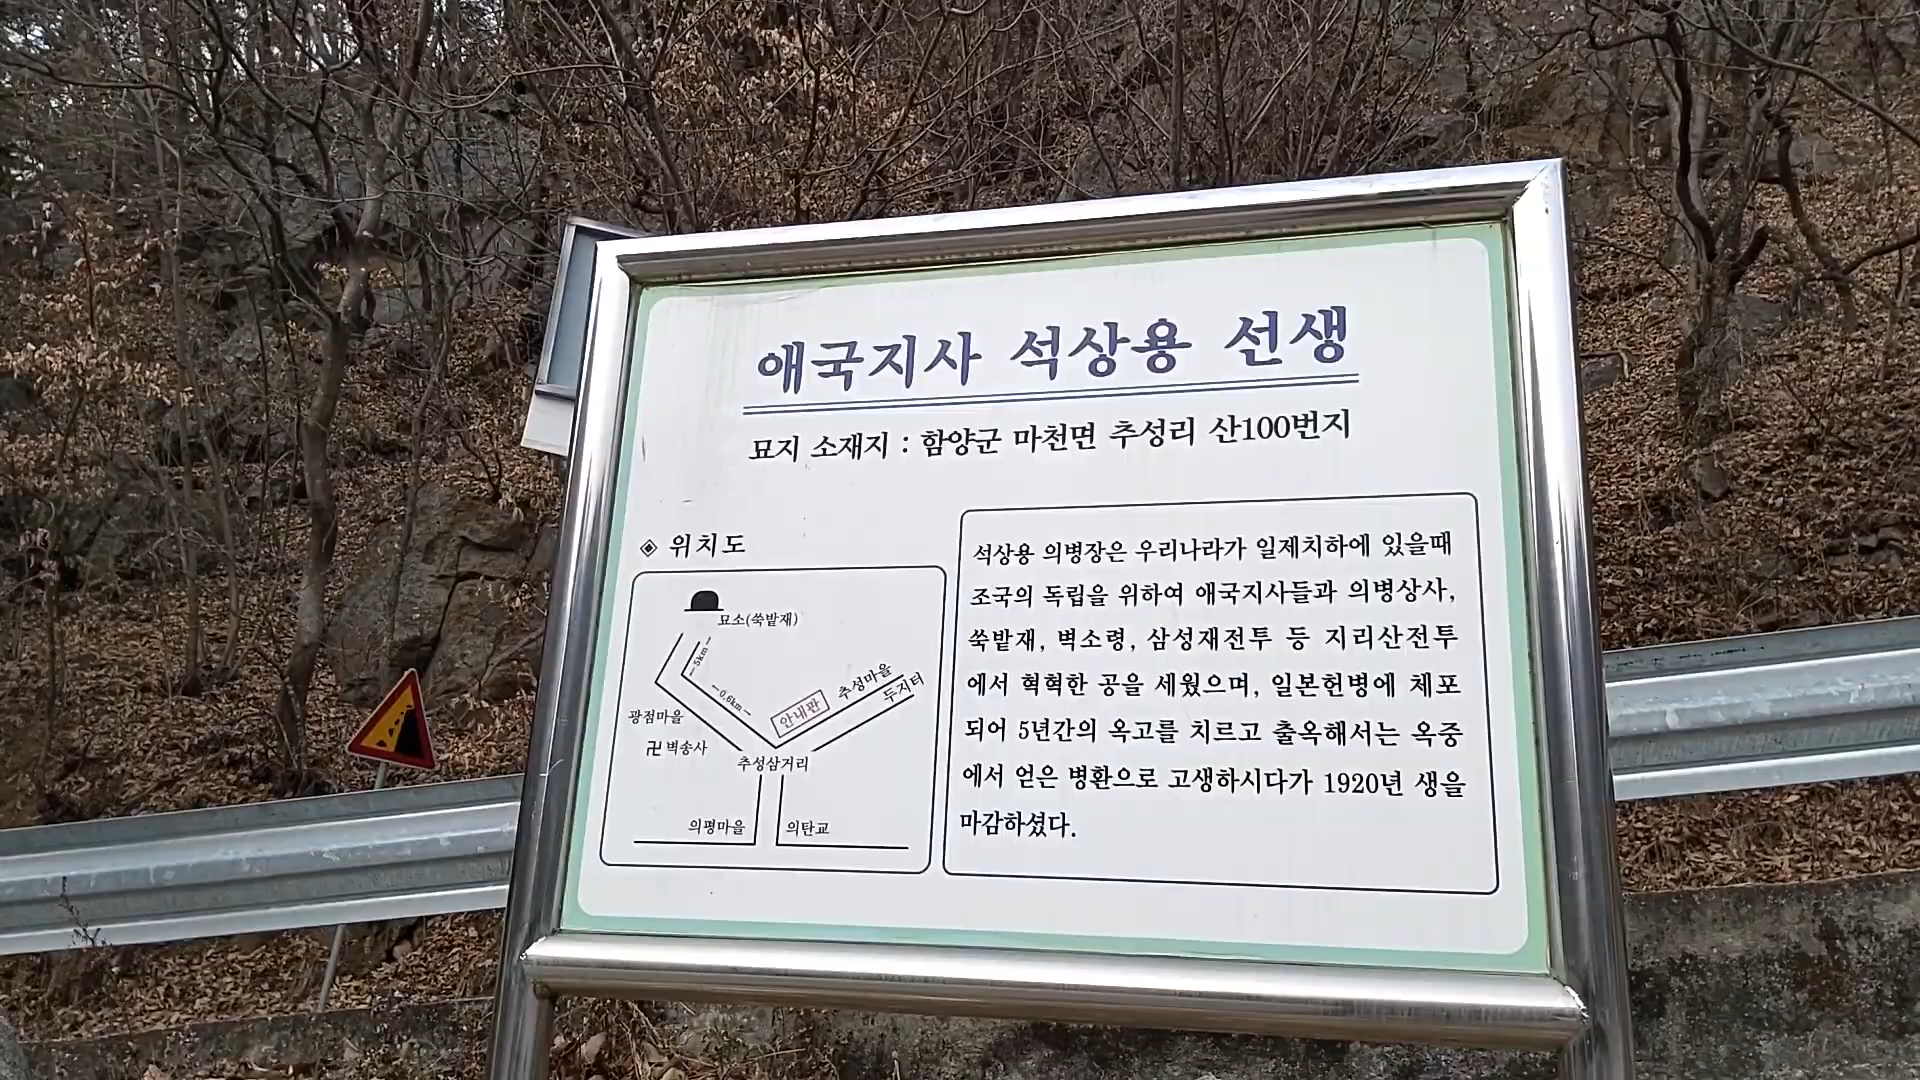 애국지사 석상용 선생
묘지 소재지 : 함양군 마천면 추성리 산100번지
◈ 위치도
묘소(쑥밭재)
5km
0.6km
안내판
추성마을
두지터
광점마을
卍 벽송사
추성삼거리
의평마을
의탄교
석상용 의병장은 우리나라가 일제치하에 있을때
조국의 독립을 위하여 애국지사들과 의병상사,
쑥밭재, 벽소령, 삼성재전투 등 지리산전투
에서 혁혁한 공을 세웠으며, 일본헌병에 체포
되어 5년간의 옥고를 치르고 출옥해서는 옥중
에서 얻은 병환으로 고생하시다가 1920년 생을
마감하셨다.